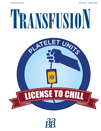 TRANSFUSION
PLATELET UNITS
LICENSE TO CHILL